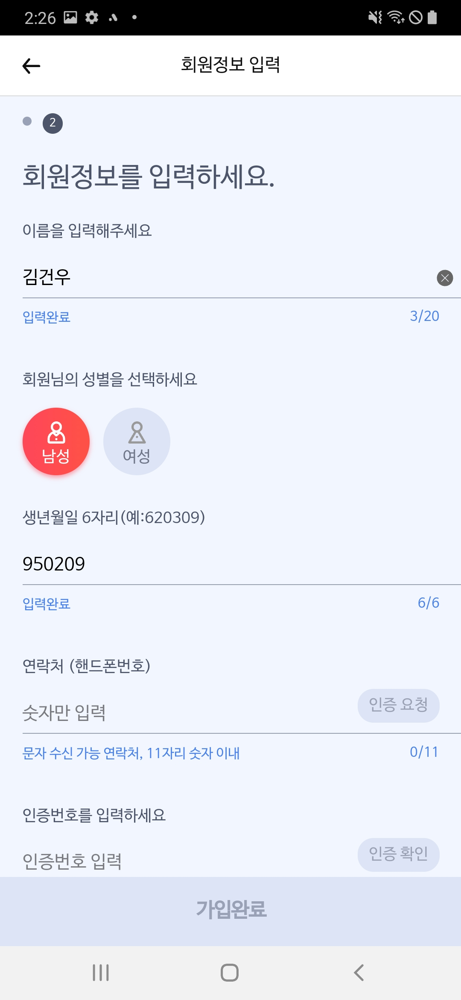 2:26
회원정보 입력
2
회원정보를 입력하세요.
이름을 입력해주세요
김건우
입력완료 3/20
회원님의 성별을 선택하세요
남성 여성
생년월일 6자리(예:620309)
950209
입력완료 6/6
연락처 (핸드폰번호)
숫자만 입력 인증 요청
문자 수신 가능 연락처, 11자리 숫자 이내 0/11
인증번호를 입력하세요
인증번호 입력 인증 확인
가입완료